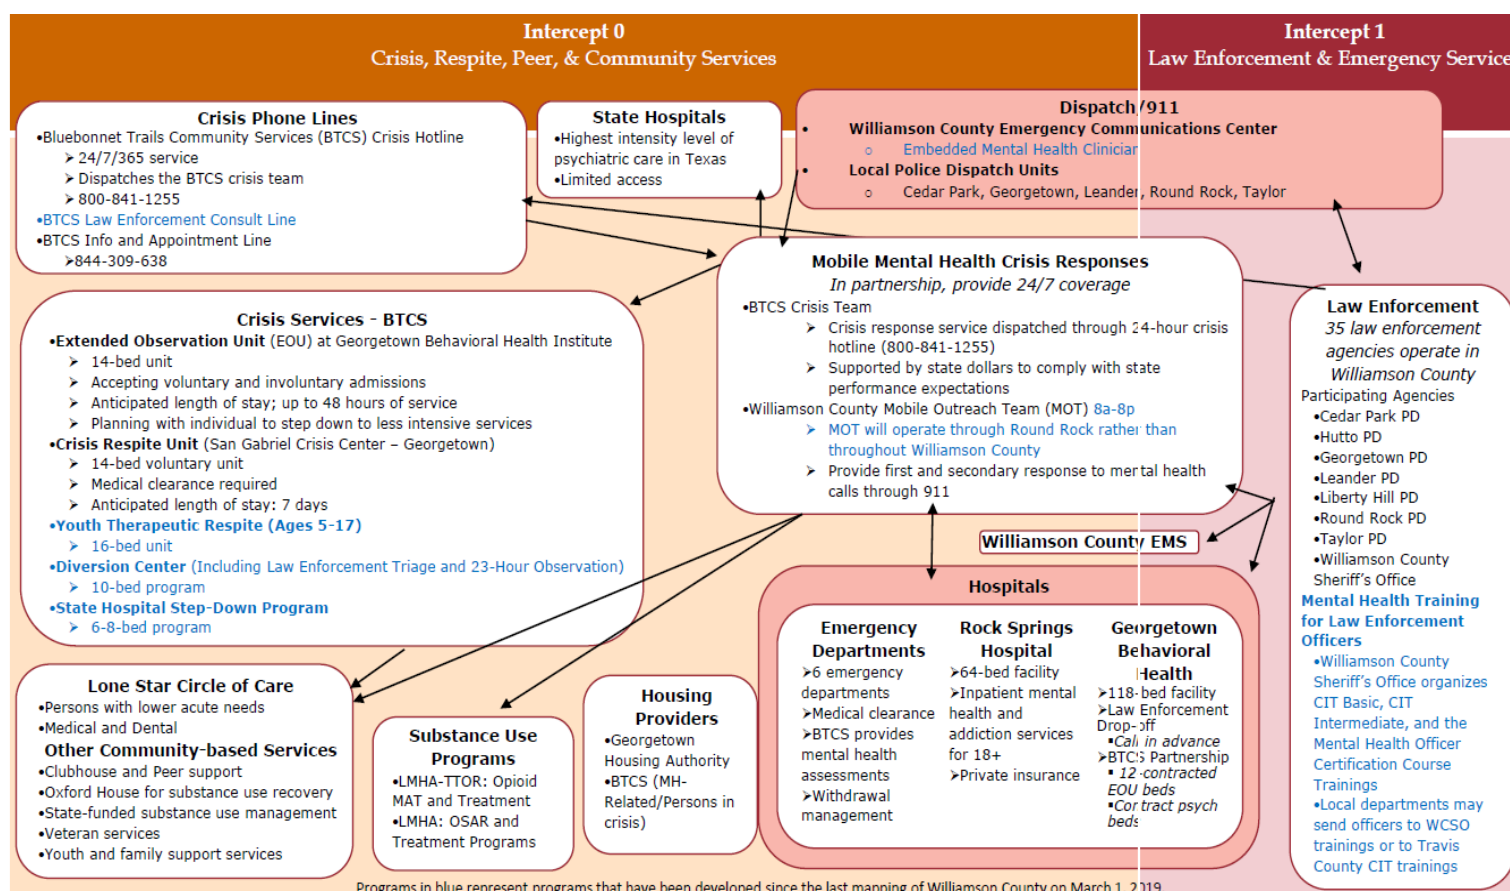 Intercept 0
Crisis, Respite, Peer, & Community Services
Intercept 1
Law Enforcement & Emergency Service
Crisis Phone Lines
•Bluebonnet Trails Community Services (BTCS) Crisis Hotline
➢ 24/7/365 service
➢ Dispatches the BTCS crisis team
➢ 800-841-1255
•BTCS Law Enforcement Consult Line
•BTCS Info and Appointment Line
➢844-309-638
State Hospitals
•Highest intensity level of
psychiatric care in Texas
•Limited access
Dispatch/911
• Williamson County Emergency Communications Center
o Embedded Mental Health Clinician
• Local Police Dispatch Units
o Cedar Park, Georgetown, Leander, Round Rock, Taylor
Mobile Mental Health Crisis Responses
In partnership, provide 24/7 coverage
•BTCS Crisis Team
➢ Crisis response service dispatched through 24-hour crisis
hotline (800-841-1255)
➢ Supported by state dollars to comply with state
performance expectations
•Williamson County Mobile Outreach Team (MOT) 8a-8p
➢ MOT will operate through Round Rock rather than
throughout Williamson County
➢ Provide first and secondary response to mental health
calls through 911
Crisis Services - BTCS
•Extended Observation Unit (EOU) at Georgetown Behavioral Health Institute
➢ 14-bed unit
➢ Accepting voluntary and involuntary admissions
➢ Anticipated length of stay; up to 48 hours of service
➢ Planning with individual to step down to less intensive services
•Crisis Respite Unit (San Gabriel Crisis Center – Georgetown)
➢ 14-bed voluntary unit
➢ Medical clearance required
➢ Anticipated length of stay: 7 days
•Youth Therapeutic Respite (Ages 5-17)
➢ 16-bed unit
•Diversion Center (Including Law Enforcement Triage and 23-Hour Observation)
➢ 10-bed program
•State Hospital Step-Down Program
➢ 6-8-bed program
Law Enforcement
35 law enforcement
agencies operate in
Williamson County
Participating Agencies
•Cedar Park PD
•Hutto PD
•Georgetown PD
•Leander PD
•Liberty Hill PD
•Round Rock PD
•Taylor PD
•Williamson County
Sheriff's Office
Mental Health Training
for Law Enforcement
Officers
•Williamson County
Sheriff's Office organizes
CIT Basic, CIT
Intermediate, and the
Mental Health Officer
Certification Course
Trainings
•Local departments may
send officers to WCSO
trainings or to Travis
County CIT trainings
Williamson County EMS
Hospitals
Emergency
Departments
➢6 emergency
departments
➢Medical clearance
➢BTCS provides
mental health
assessments
➢Withdrawal
management
Rock Springs
Hospital
➢64-bed facility
➢Inpatient mental
health and
addiction services
for 18+
➢Private insurance
Georgetown
Behavioral
Health
➢118-bed facility
➢Law Enforcement
Drop-off
▪Call in advance
➢BTCS Partnership
▪ 12-contracted
EOU beds
▪Contract psych
beds
Lone Star Circle of Care
•Persons with lower acute needs
•Medical and Dental
Other Community-based Services
•Clubhouse and Peer support
•Oxford House for substance use recovery
•State-funded substance use management
•Veteran services
•Youth and family support services
Substance Use
Programs
•LMHA-TTOR: Opioid
MAT and Treatment
•LMHA: OSAR and
Treatment Programs
Housing
Providers
•Georgetown
Housing Authority
•BTCS (MH-
Related/Persons in
crisis)
Programs in blue represent programs that have been developed since the last mapping of Williamson County on March 1, 2019